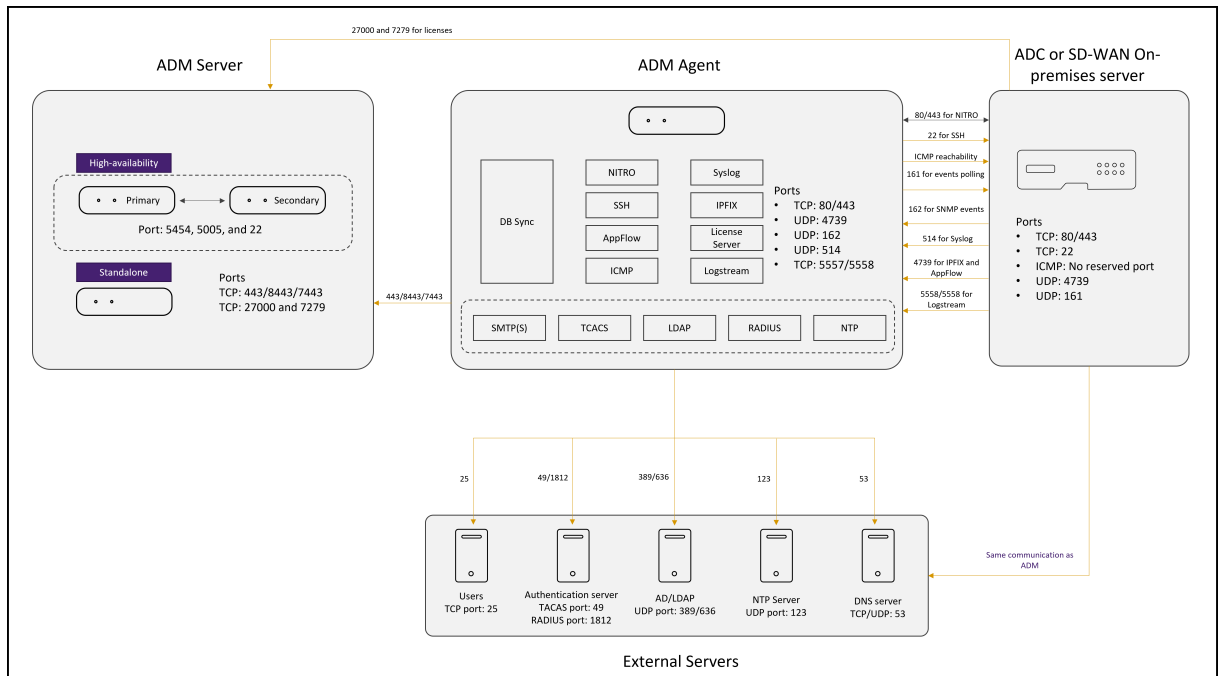 27000 and 7279 for licenses
ADM Server
ADM Agent
ADC or SD-WAN On-
premises server
High-availability
Primary
Secondary
Port: 5454, 5005, and 22
Standalone
Ports
TCP: 443/8443/7443
TCP: 27000 and 7279
443/8443/7443
DB Sync
NITRO
SSH
AppFlow
ICMP
Syslog
IPFIX
License
Server
Logstream
Ports
• TCP: 80/443
• UDP: 4739
• UDP: 162
• UDP: 514
• TCP: 5557/5558
SMTP(S)
TCACS
LDAP
RADIUS
NTP
80/443 for NITRO
22 for SSH
ICMP reachability
161 for events polling
162 for SNMP events
514 for Syslog
4739 for IPFIX and
AppFlow
5558/5558 for
Logstream
Ports
• TCP: 80/443
• TCP: 22
• ICMP: No reserved port
• UDP: 4739
• UDP: 161
25
49/1812
389/636
123
53
Users
TCP port: 25
Authentication server
TACAS port: 49
RADIUS port: 1812
AD/LDAP
UDP port: 389/636
NTP Server
UDP port: 123
DNS server
TCP/UDP: 53
Same communication as
ADM
External Servers